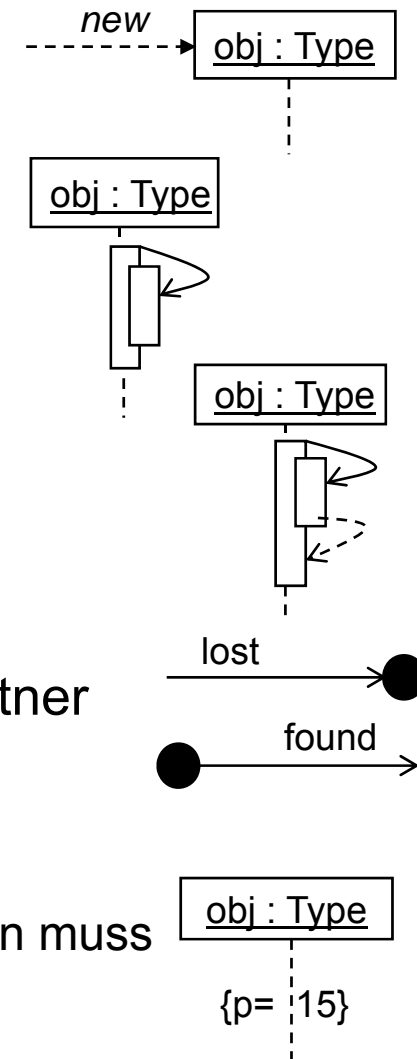 new
obj : Type
obj : Type
obj : Type
lost
tner
found
n muss
obj : Type
{p= 15}